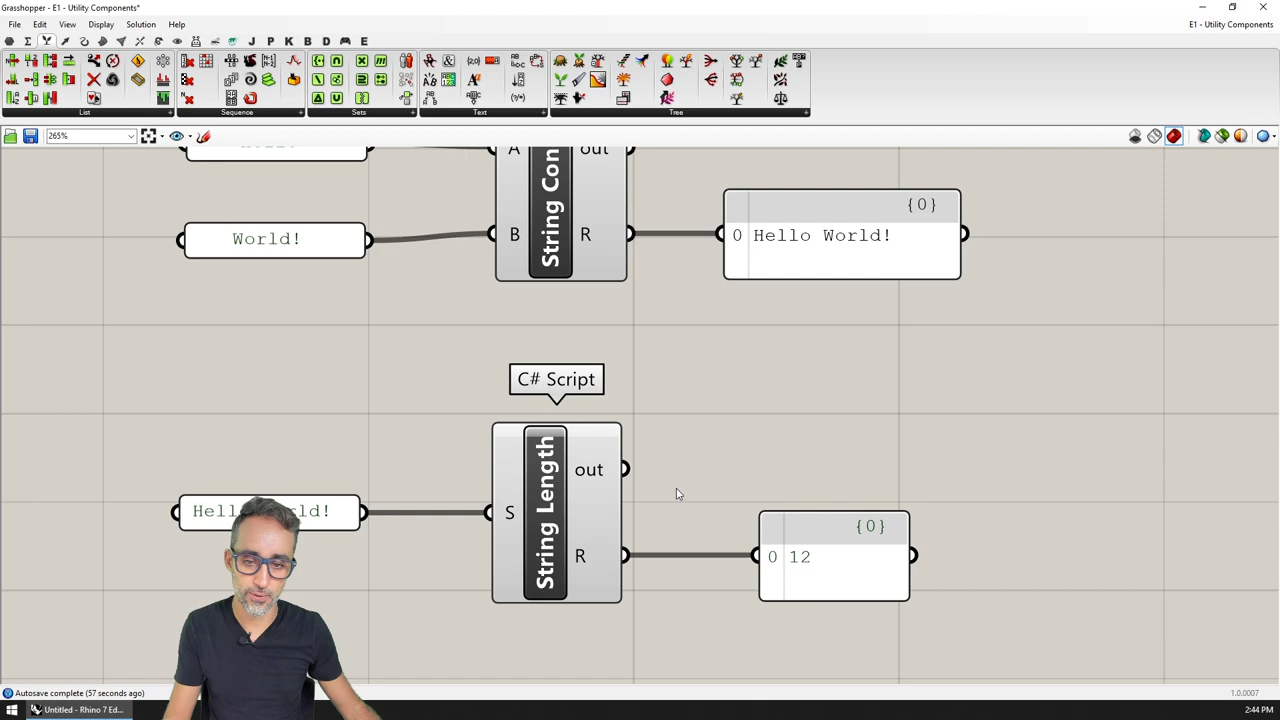 Grasshopper - E1 - Utility Components*
File Edit View Display Solution Help
E1 - Utility Components*
J P K B D E
List Sequence Sets Text Tree
265%
A out
String Con
World!
B R
{0}
0 Hello World!
C# Script
Hell ld!
S
String Length
out
R
{0}
0 12
Autosave complete (57 seconds ago)
1.0.0007
Untitled - Rhino 7 Ed...
2:44 PM